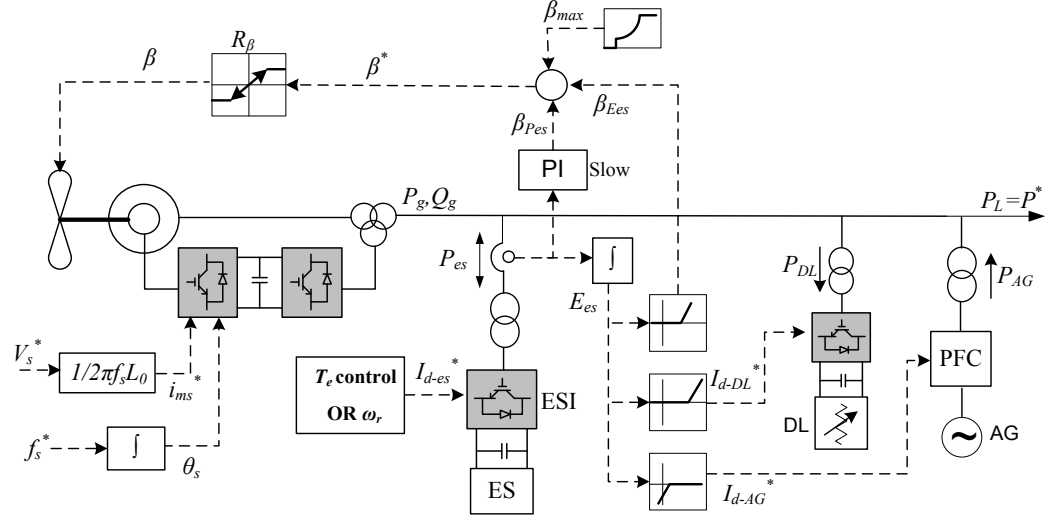 β_max
R_β
β
β^*
β_Pes
β_Ees
PI
Slow
P_g,Q_g
P_L=P^*
P_es
∫
P_DL
P_AG
E_es
V_s^*
1/2πf_sL_0
i_ms^*
T_e control
OR ω_r
I_d-es^*
ESI
I_d-DL^*
PFC
f_s^*
∫
θ_s
DL
~
AG
ES
I_d-AG^*